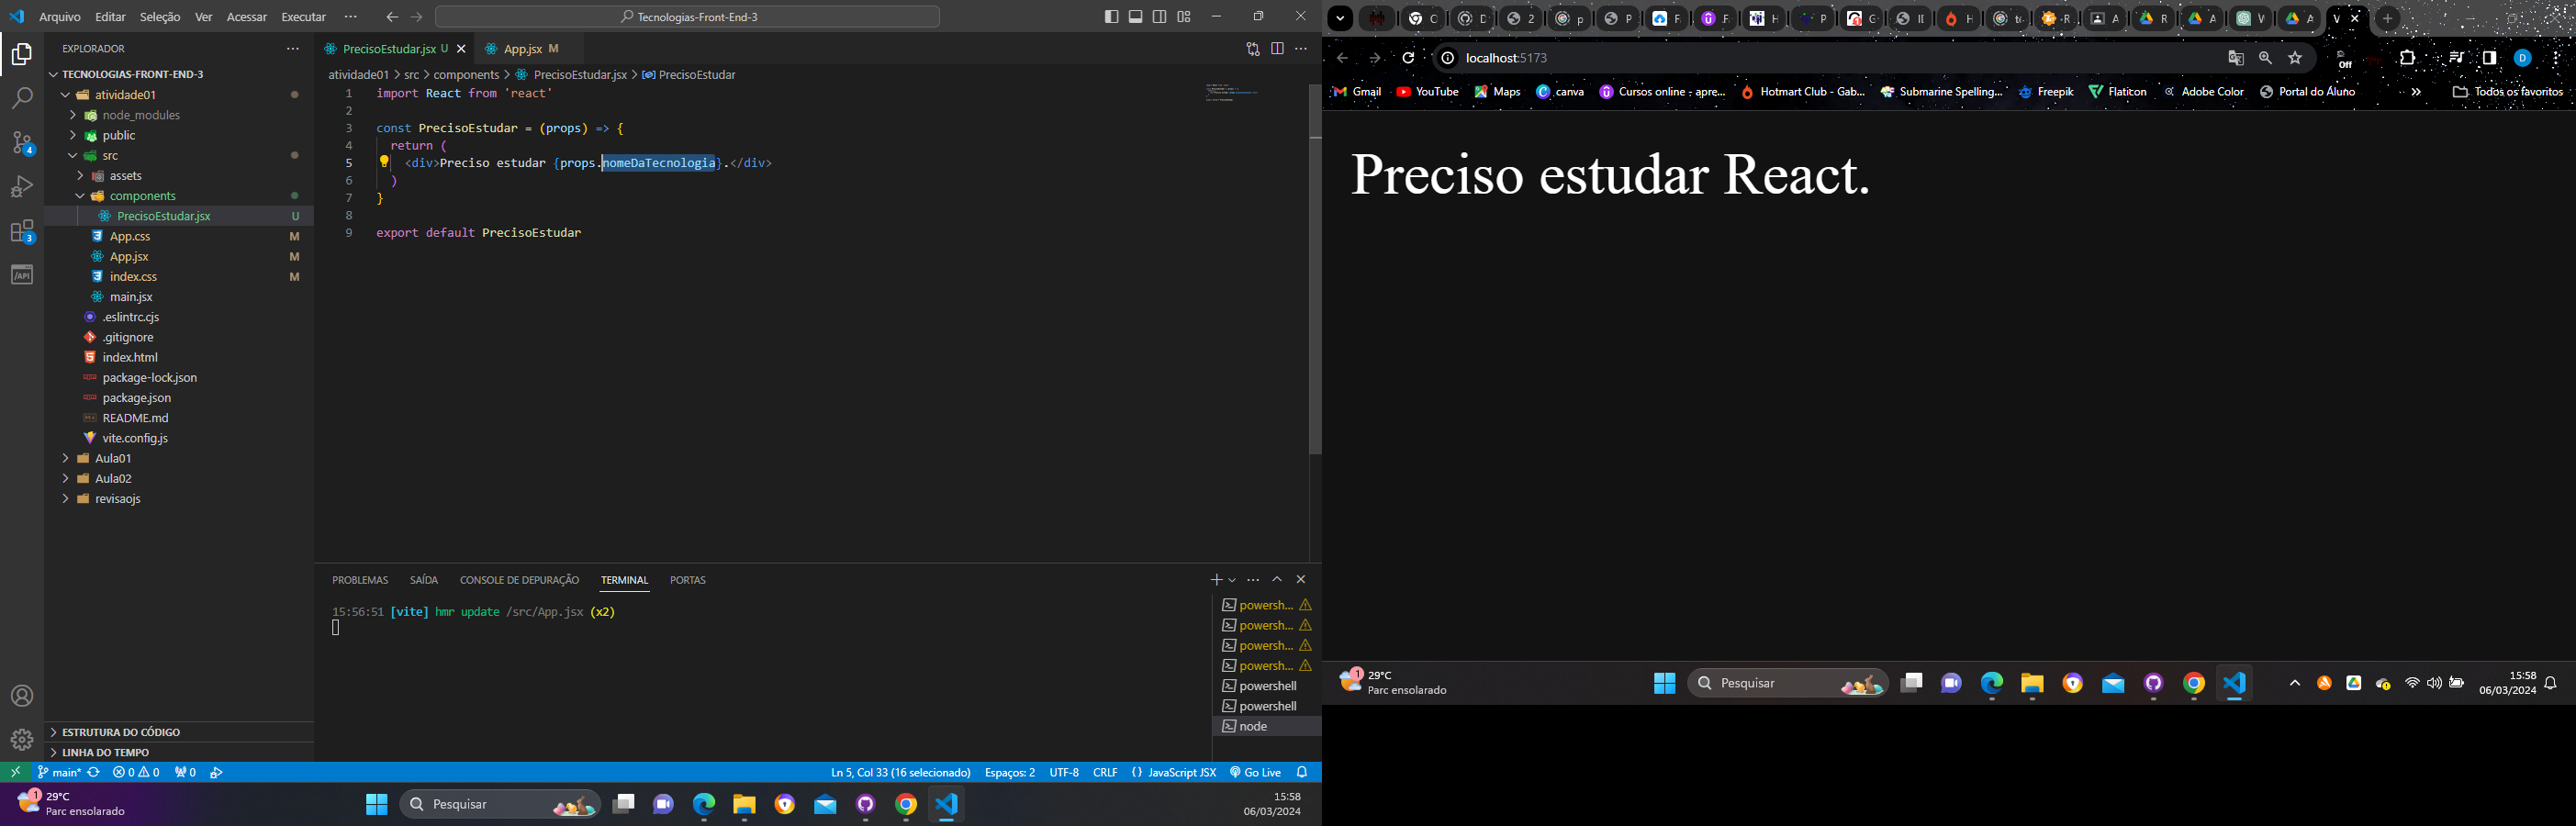 Arquivo Editar Seleção Ver Acessar Executar ··· Tecnologias-Front-End-3
EXPLORADOR ···
TECNOLOGIAS-FRONT-END-3
atividade01
node_modules
public
src
assets
components
PrecisoEstudar.jsx U
App.css M
App.jsx M
index.css M
main.jsx
.eslintrc.cjs
.gitignore
index.html
package-lock.json
package.json
README.md
vite.config.js
Aula01
Aula02
revisaojs
ESTRUTURA DO CÓDIGO
LINHA DO TEMPO
4
3
/API
PrecisoEstudar.jsx U App.jsx M
atividade01 > src > components > PrecisoEstudar.jsx > PrecisoEstudar
1 import React from 'react'
2
3 const PrecisoEstudar = (props) => {
4 return (
5 <div>Preciso estudar {props.nomeDaTecnologia}.</div>
6 )
7 }
8
9 export default PrecisoEstudar
PROBLEMAS SAÍDA CONSOLE DE DEPURAÇÃO TERMINAL PORTAS
15:56:51 [vite] hmr update /src/App.jsx (x2)
powersh...
powersh...
powersh...
powersh...
powershell
powershell
node
main* 0 0 0 Ln 5, Col 33 (16 selecionado) Espaços: 2 UTF-8 CRLF {} JavaScript JSX Go Live
1 29°C
Parc ensolarado
Pesquisar
15:58
06/03/2024
localhost:5173
Off
D
Gmail YouTube Maps canva Cursos online - apre... Hotmart Club - Gab... Submarine Spelling... Freepik Flaticon Adobe Color Portal do Aluno » Todos os favoritos
Preciso estudar React.
1 29°C
Parc ensolarado
Pesquisar
15:58
06/03/2024